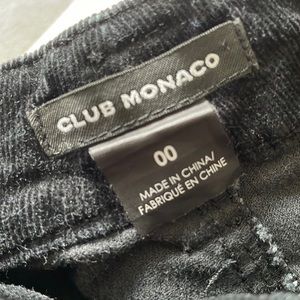 CLUB MONACO
00
MADE IN CHINA/
FABRIQUÉ EN CHINE